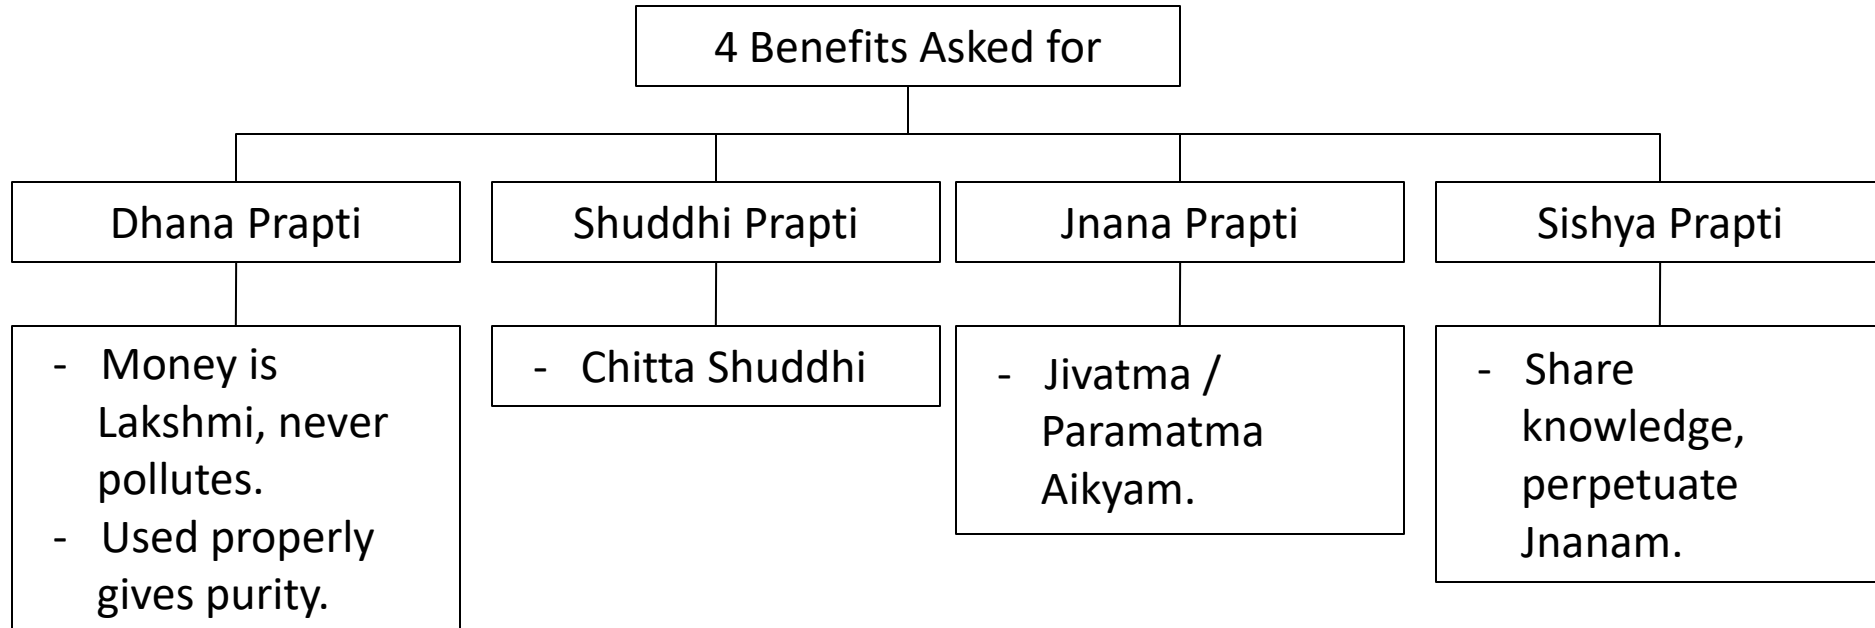 4 Benefits Asked for
Dhana Prapti
Shuddhi Prapti
Jnana Prapti
Sishya Prapti
- Money is
Lakshmi, never
pollutes.
- Used properly
gives purity.
- Chitta Shuddhi
- Jivatma /
Paramatma
Aikyam.
- Share
knowledge,
perpetuate
Jnanam.